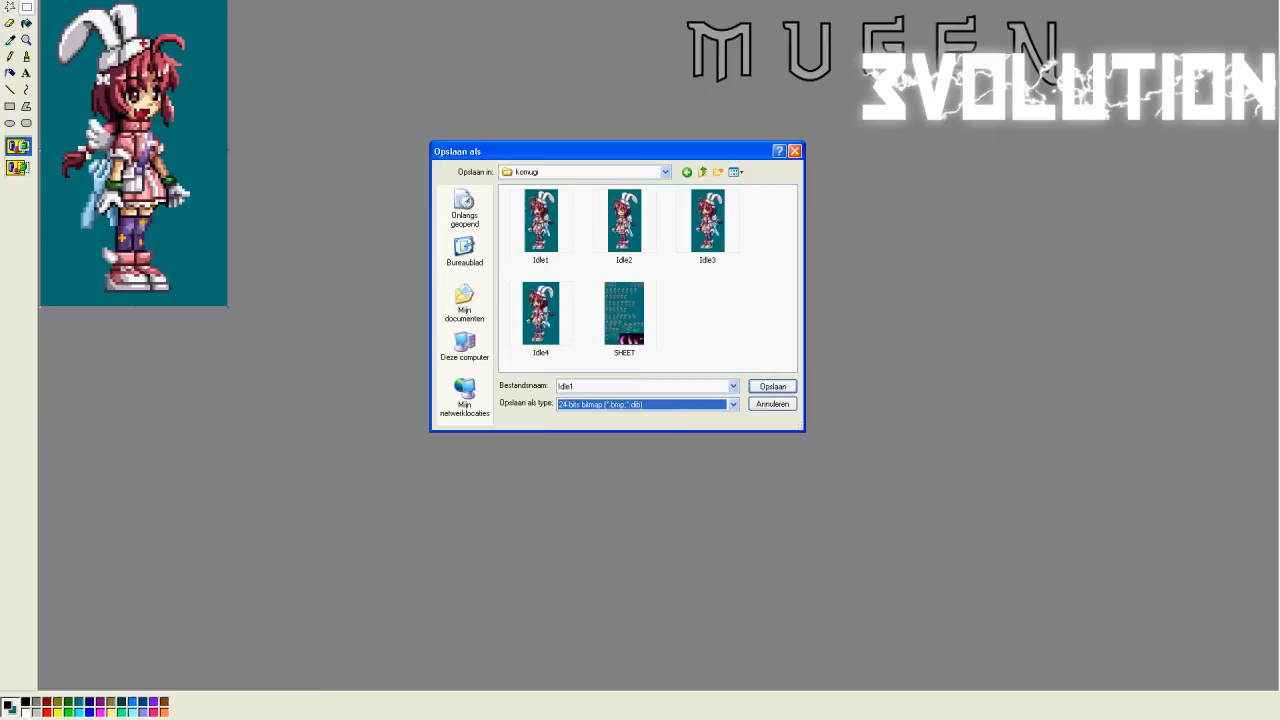 MUGEN
3VOLUTION
Opslaan als
Opslaan in:
komugi
Onlangs geopend
Bureaublad
Mijn documenten
Deze computer
Mijn netwerklocaties
Idle1
Idle2
Idle3
Idle4
SHEET
Bestandsnaam:
Idle1
Opslaan
Opslaan als type:
24-bits bitmap (*.bmp;*.dib)
Annuleren